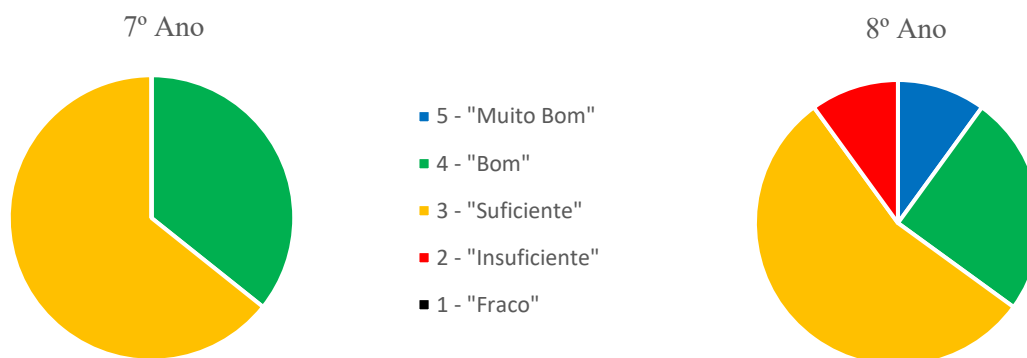 7º Ano
8º Ano
5 - "Muito Bom"
4 - "Bom"
3 - "Suficiente"
2 - "Insuficiente"
1 - "Fraco"